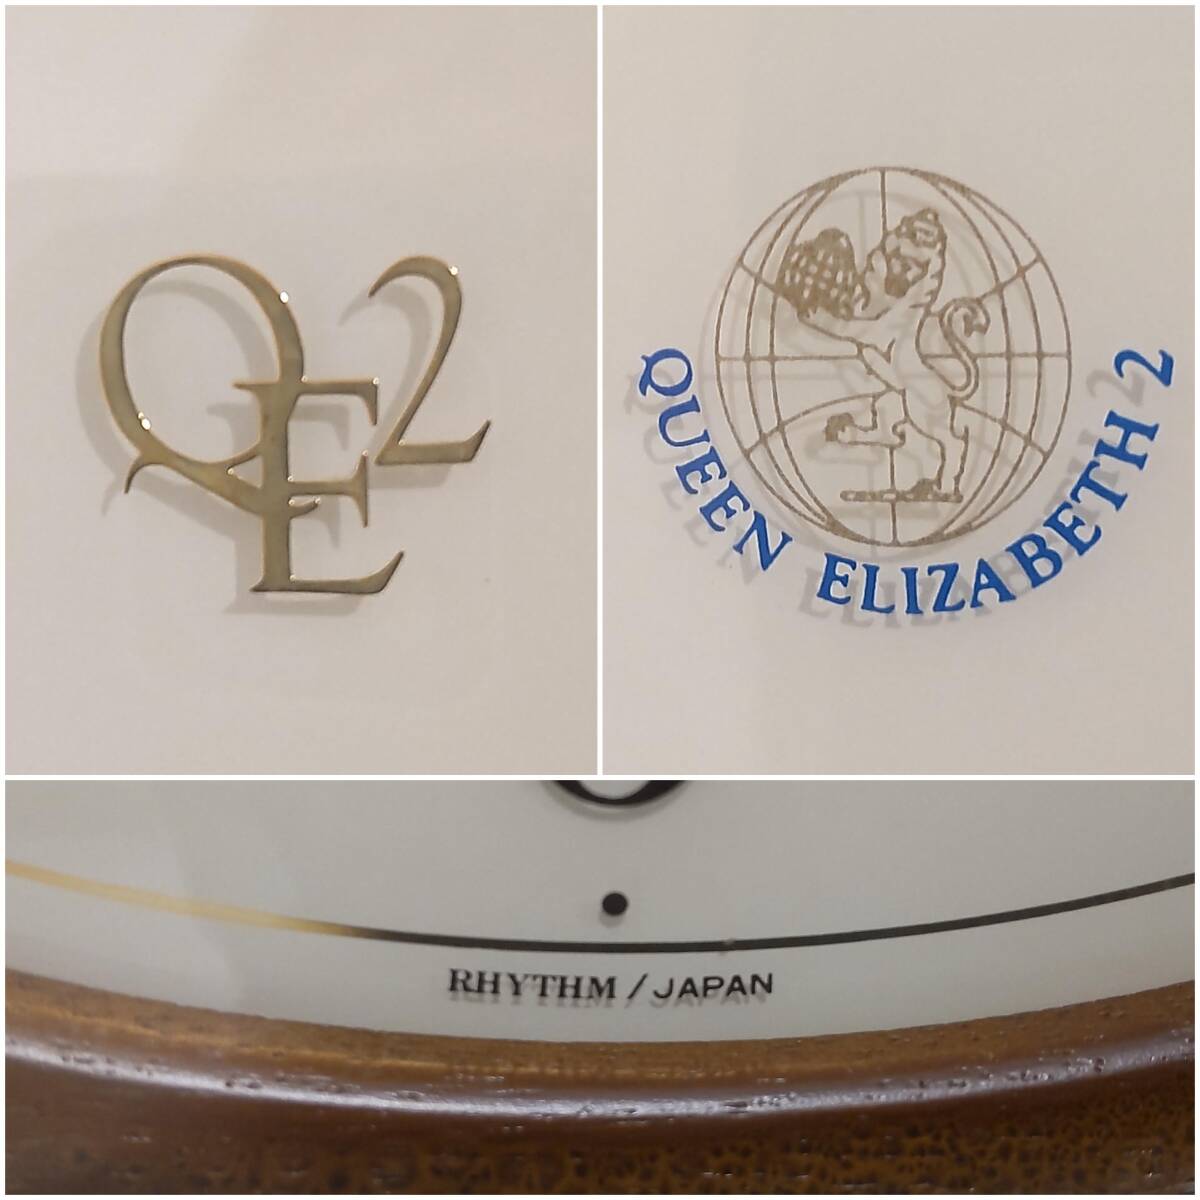 QE2
QUEEN ELIZABETH 2
RHYTHM / JAPAN